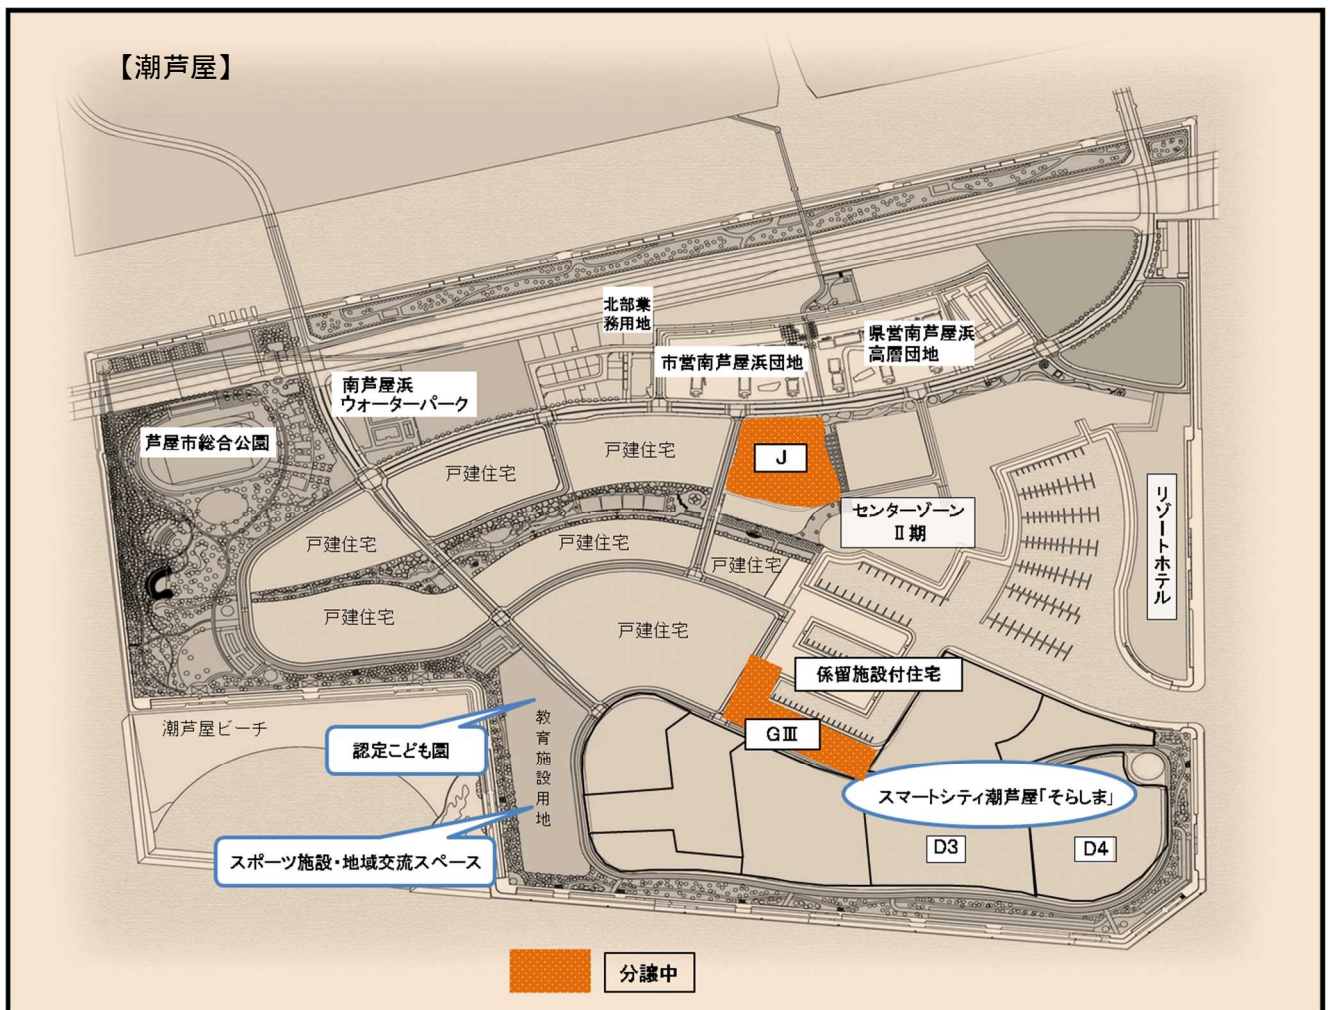 【潮芦屋】
北部業
務用地
市営南芦屋浜団地
県営南芦屋浜
高層団地
南芦屋浜
ウォーターパーク
芦屋市総合公園
戸建住宅
戸建住宅
J
センターゾーン
Ⅱ期
リゾートホテル
戸建住宅
戸建住宅
戸建住宅
戸建住宅
戸建住宅
係留施設付住宅
潮芦屋ビーチ
認定こども園
教育施設用地
GⅢ
スマートシティ潮芦屋「そらしま」
スポーツ施設・地域交流スペース
D3
D4
分譲中